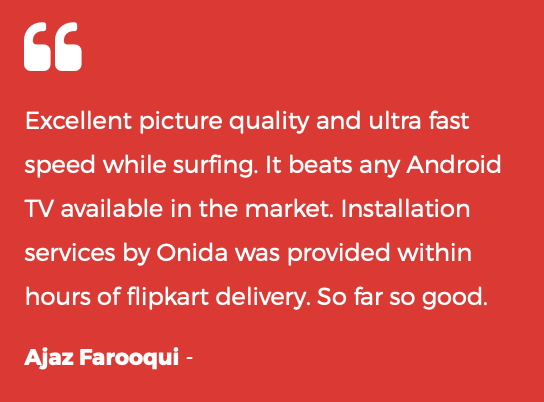 Excellent picture quality and ultra fast
speed while surfing. It beats any Android
TV available in the market. Installation
services by Onida was provided within
hours of flipkart delivery. So far so good.
Ajaz Farooqui -